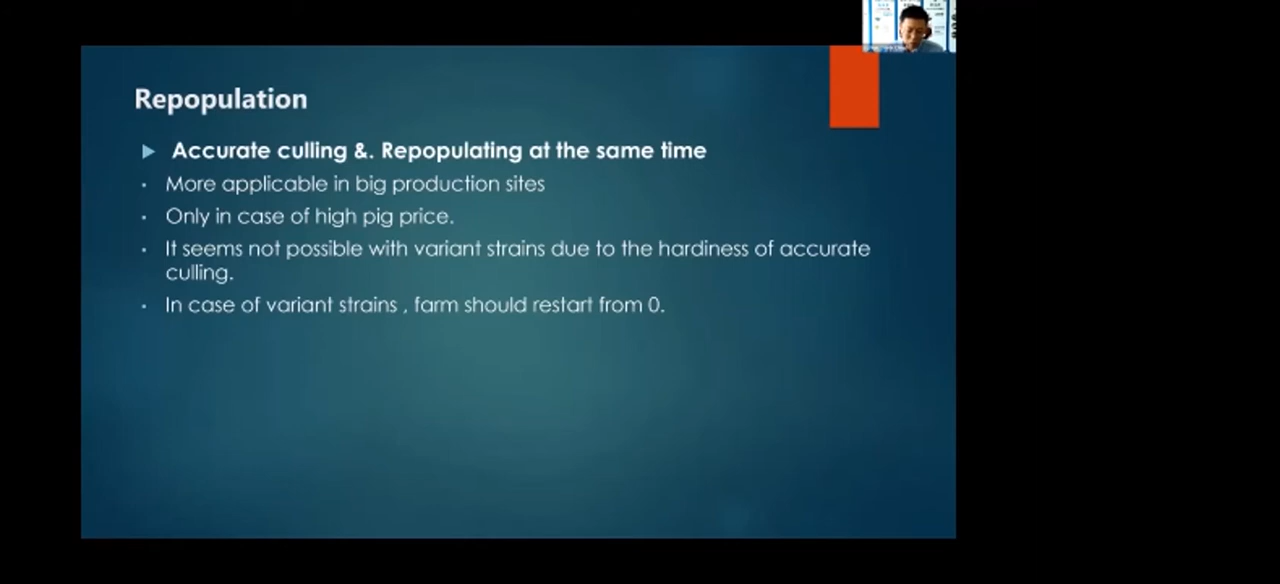 Repopulation
Accurate culling &. Repopulating at the same time
· More applicable in big production sites
· Only in case of high pig price.
· It seems not possible with variant strains due to the hardiness of accurate
culling.
· In case of variant strains , farm should restart from 0.